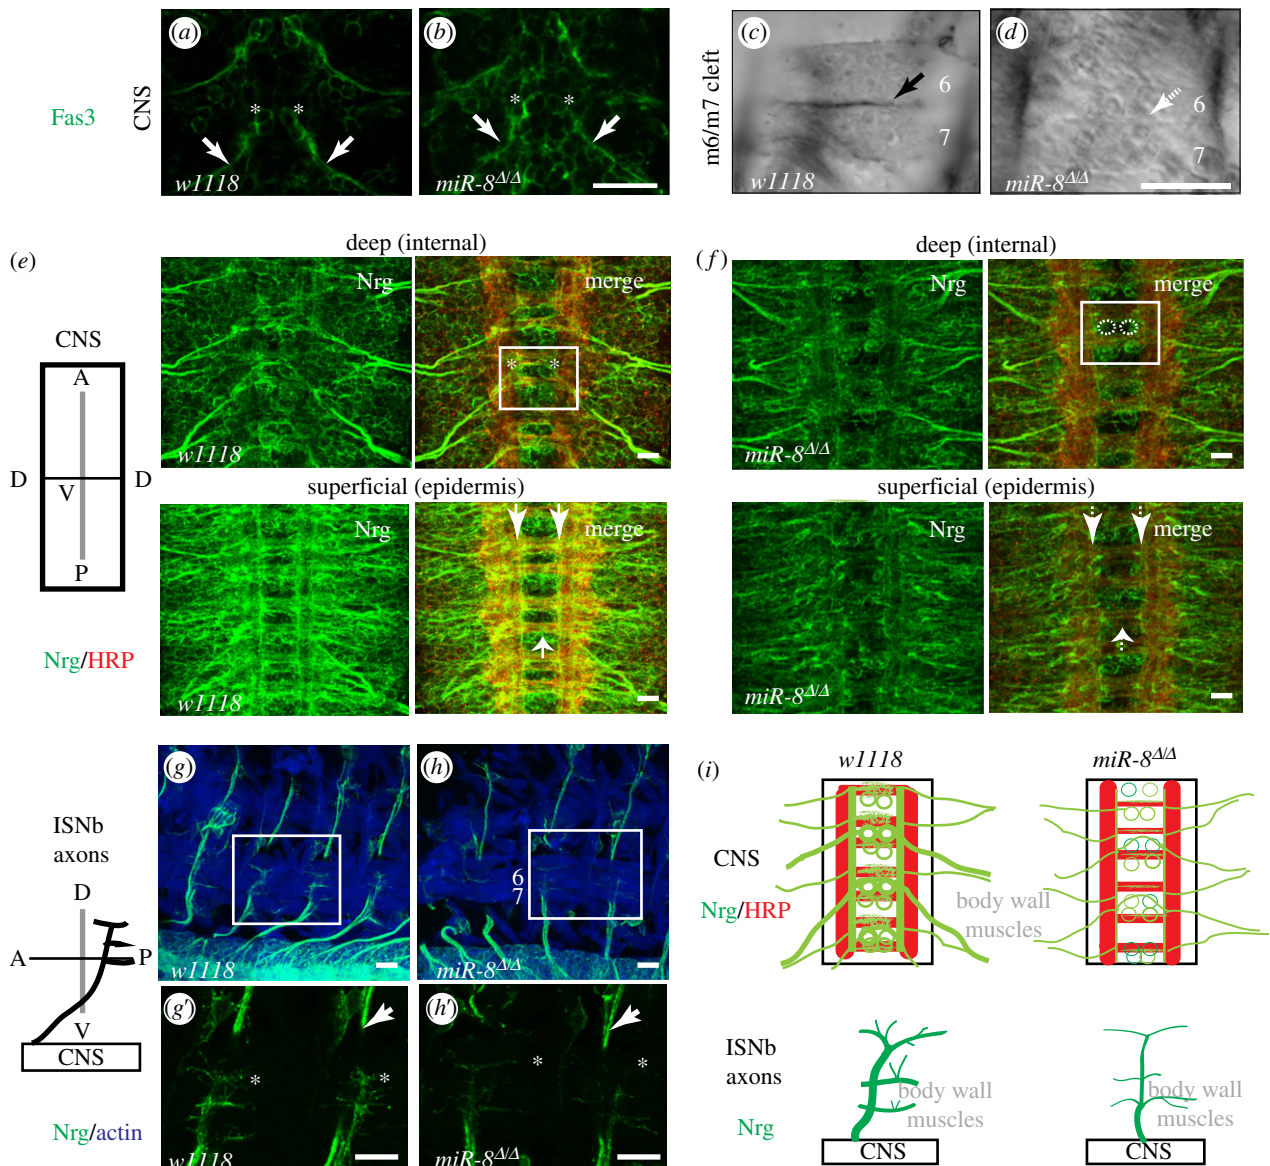 (a)
(b)
(c)
(d)
Fas3
CNS
m6/m7 cleft
*
*
*
*
6
7
6
7
w1118
miR-8Δ/Δ
w1118
miR-8Δ/Δ
(e)
deep (internal)
Nrg
merge
*
*
w1118
CNS
A
D
V
D
P
superficial (epidermis)
Nrg
merge
w1118
Nrg/HRP
(f)
deep (internal)
Nrg
merge
miR-8Δ/Δ
superficial (epidermis)
Nrg
merge
miR-8Δ/Δ
(g)
(h)
ISNb
axons
D
A
P
V
CNS
6
7
w1118
miR-8Δ/Δ
(g′)
(h′)
*
*
*
*
Nrg/actin
w1118
miR-8Δ/Δ
(i)
w1118
miR-8Δ/Δ
CNS
Nrg/HRP
body wall
muscles
ISNb
axons
Nrg
body wall
muscles
CNS
body wall
muscles
CNS